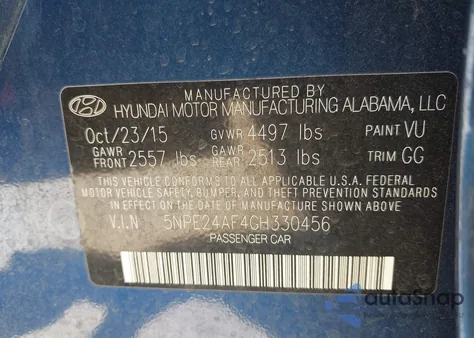 MANUFACTURED BY
HYUNDAI MOTOR MANUFACTURING ALABAMA, LLC
Oct/23/15 GVWR 4497 lbs PAINT VU
GAWR FRONT 2557 lbs GAWR REAR 2513 lbs TRIM GG
THIS VEHICLE CONFORMS TO ALL APPLICABLE U.S.A. FEDERAL
MOTOR VEHICLE SAFETY, BUMPER, AND THEFT PREVENTION STANDARDS
IN EFFECT ON THE DATE OF MANUFACTURE SHOWN ABOVE.
V.I.N 5NPE24AF4GH330456
PASSENGER CAR
autoSnap